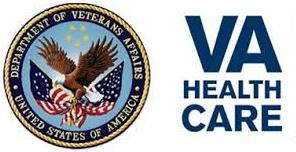 DEPARTMENT OF VETERANS AFFAIRS
UNITED STATES OF AMERICA
VA
HEALTH
CARE